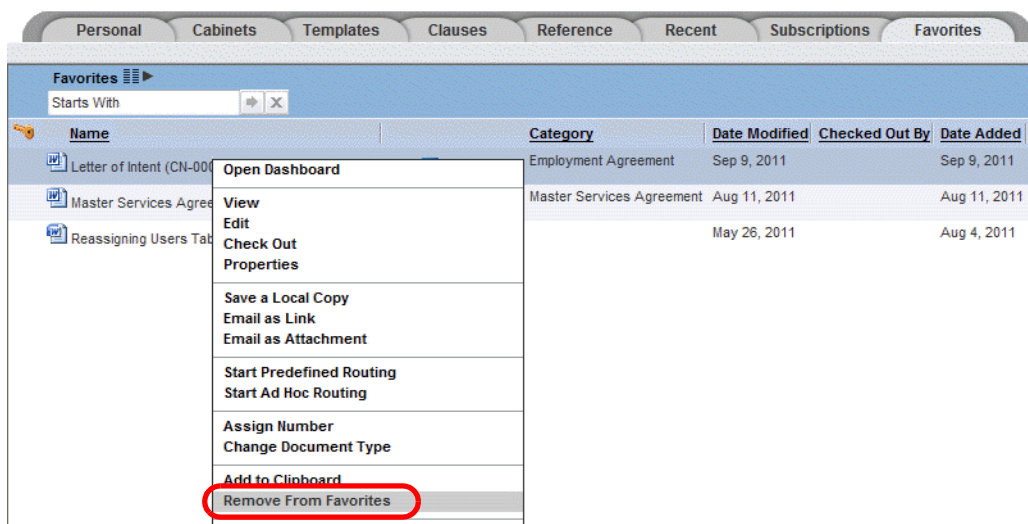 Personal Cabinets Templates Clauses Reference Recent Subscriptions Favorites
Favorites
Starts With
Name Category Date Modified Checked Out By Date Added
Letter of Intent (CN-000 Employment Agreement Sep 9, 2011 Sep 9, 2011
Master Services Agree Master Services Agreement Aug 11, 2011 Aug 11, 2011
Reassigning Users Tab May 26, 2011 Aug 4, 2011
Open Dashboard
View
Edit
Check Out
Properties
Save a Local Copy
Email as Link
Email as Attachment
Start Predefined Routing
Start Ad Hoc Routing
Assign Number
Change Document Type
Add to Clipboard
Remove From Favorites